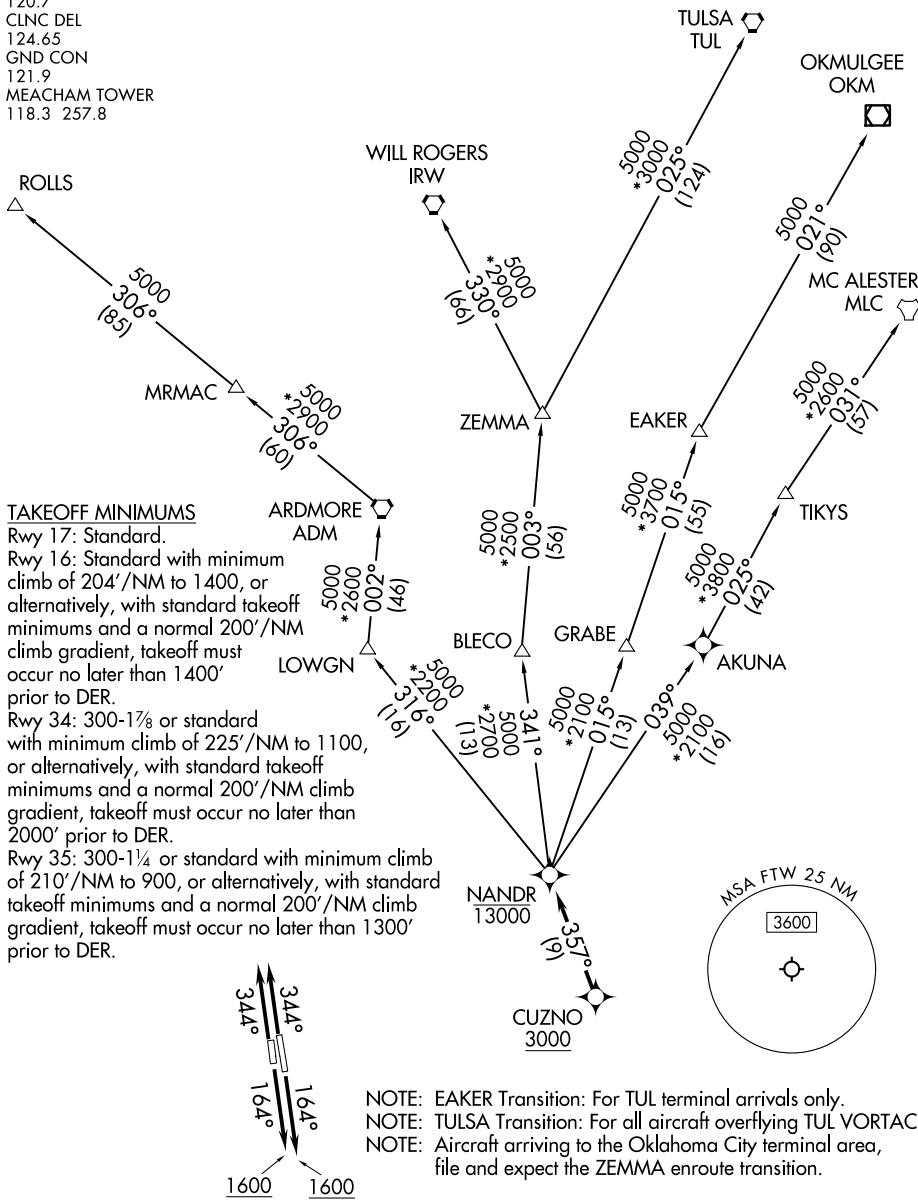 120.7
CLNC DEL
124.65
GND CON
121.9
MEACHAM TOWER
118.3 257.8
TULSA
TUL
OKMULGEE
OKM
WILL ROGERS
IRW
ROLLS
5000
*3000
025°
(124)
5000
021°
(90)
5000
*2900
330°
(66)
MC ALESTER
MLC
5000
306°
(85)
MRMAC
5000
*2900
306°
(60)
ZEMMA
EAKER
5000
*2600
031°
(57)
TIKYS
ARDMORE
ADM
5000
*2500
003°
(56)
5000
*3700
015°
(55)
5000
*3800
025°
(42)
5000
*2600
002°
(46)
LOWGN
BLECO
GRABE
AKUNA
5000
*2200
316°
(16)
341°
5000
*2700
(13)
5000
*2100
015°
(13)
039°
5000
*2100
(16)
TAKEOFF MINIMUMS
Rwy 17: Standard.
Rwy 16: Standard with minimum
climb of 204'/NM to 1400, or
alternatively, with standard takeoff
minimums and a normal 200'/NM
climb gradient, takeoff must
occur no later than 1400'
prior to DER.
Rwy 34: 300-1⅞ or standard
with minimum climb of 225'/NM to 1100,
or alternatively, with standard takeoff
minimums and a normal 200'/NM climb
gradient, takeoff must occur no later than
2000' prior to DER.
Rwy 35: 300-1¼ or standard with minimum climb
of 210'/NM to 900, or alternatively, with standard
takeoff minimums and a normal 200'/NM climb
gradient, takeoff must occur no later than 1300'
prior to DER.
NANDR
13000
357°
(9)
CUZNO
3000
MSA FTW 25 NM
3600
344°
344°
164°
164°
1600
1600
NOTE: EAKER Transition: For TUL terminal arrivals only.
NOTE: TULSA Transition: For all aircraft overflying TUL VORTAC
NOTE: Aircraft arriving to the Oklahoma City terminal area,
file and expect the ZEMMA enroute transition.